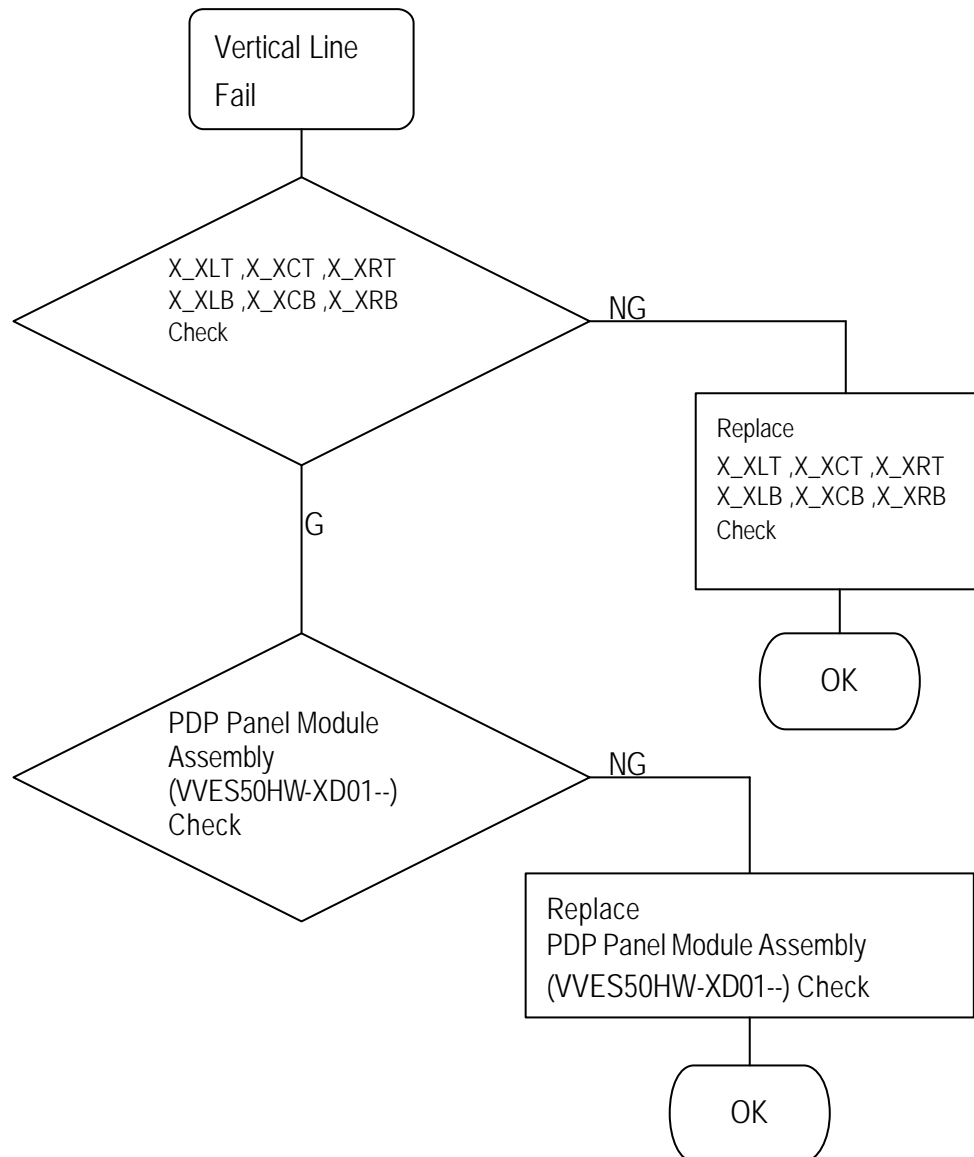 Vertical Line
Fail
X_XLT ,X_XCT ,X_XRT
X_XLB ,X_XCB ,X_XRB
Check
NG
Replace
X_XLT ,X_XCT ,X_XRT
X_XLB ,X_XCB ,X_XRB
Check
G
OK
PDP Panel Module
Assembly
(VVES50HW-XD01--)
Check
NG
Replace
PDP Panel Module Assembly
(VVES50HW-XD01--) Check
OK